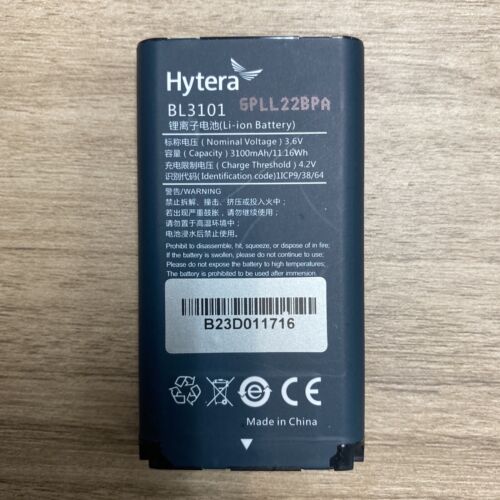 Hytera
BL3101 GPLL22BPA
锂离子电池(Li-ion Battery)
标称电压 ( Nominal Voltage ) 3.6V
容量 ( Capacity ) 3100mAh/11.16Wh
充电限制电压 ( Charge Threshold ) 4.2V
识别代码( Identification code)1ICP9/38/64
警告/WARNING
禁止拆解、撞击、挤压或投入火中;
若出现严重鼓胀, 请勿继续使用;
请勿置于高温环境中;
电池浸水后禁止使用。
Prohibit to disassemble, hit, squeeze, or dispose of in fire;
If the battery is swollen, please do not continue to use;
Please do not put it in high temperature;
The battery is prohibited to be used after immersion.
B23D011716
CE
Made in China